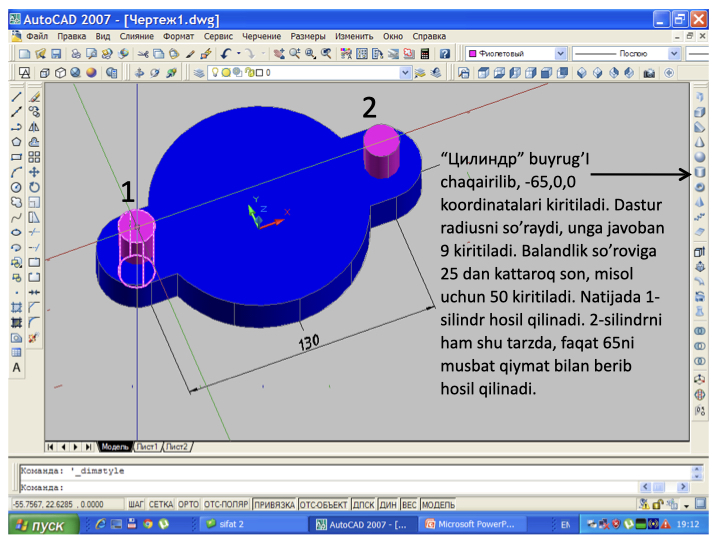 AutoCAD 2007 - [Чертеж1.dwg]
Файл Правка Вид Слияние Формат Сервис Черчение Размеры Изменить Окно Справка
Фиолетовый
Послою
0
2
1
Y
Z
X
130
“Цилиндр” buyrug’I
chaqairilib, -65,0,0
koordinatalari kiritiladi. Dastur
radiusni so’raydi, unga javoban
9 kiritiladi. Balandlik so’roviga
25 dan kattaroq son, misol
uchun 50 kiritiladi. Natijada 1-
silindr hosil qilinadi. 2-silindrni
ham shu tarzda, faqat 65ni
musbat qiymat bilan berib
hosil qilinadi.
A
Модель Лист1 Лист2
Команда: '_dimstyle
Команда:
-55.7567, 22.6285 , 0.0000 ШАГ СЕТКА ОРТО ОТС-ПОЛЯР ПРИВЯЗКА ОТС-ОБЪЕКТ ДПСК ДИН ВЕС МОДЕЛЬ
пуск sifat 2 AutoCAD 2007 - [... Microsoft PowerP... EN 19:12